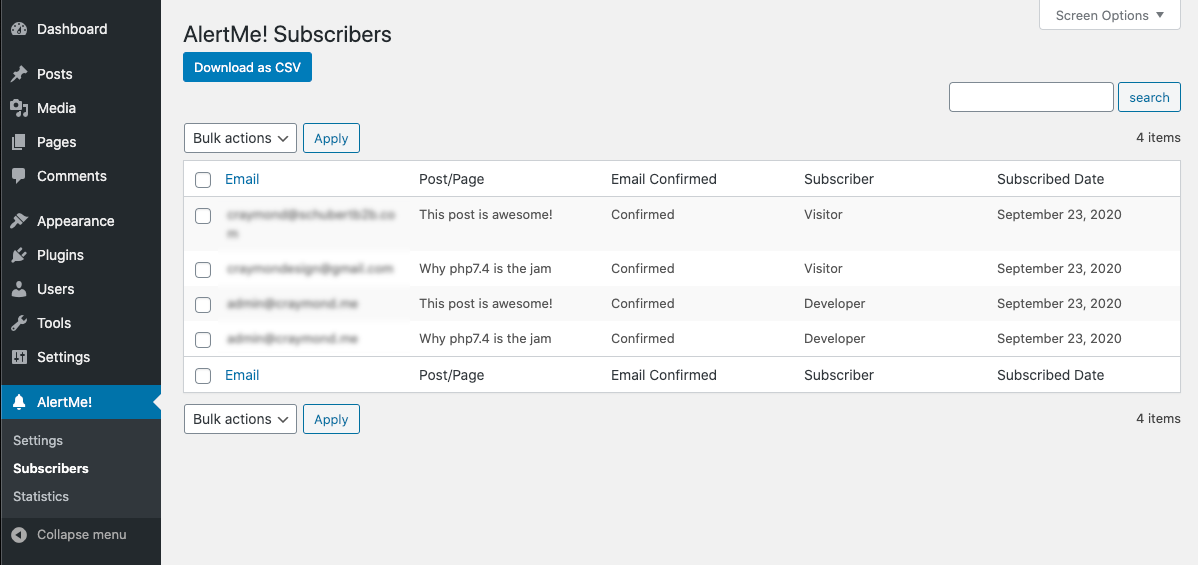 Dashboard
Posts
Media
Pages
Comments
Appearance
Plugins
Users
Tools
Settings
AlertMe!
Settings
Subscribers
Statistics
Collapse menu
Screen Options
AlertMe! Subscribers
Download as CSV
search
Bulk actions Apply 4 items
Email Post/Page Email Confirmed Subscriber Subscribed Date
This post is awesome! Confirmed Visitor September 23, 2020
Why php7.4 is the jam Confirmed Visitor September 23, 2020
This post is awesome! Confirmed Developer September 23, 2020
Why php7.4 is the jam Confirmed Developer September 23, 2020
Email Post/Page Email Confirmed Subscriber Subscribed Date
Bulk actions Apply 4 items